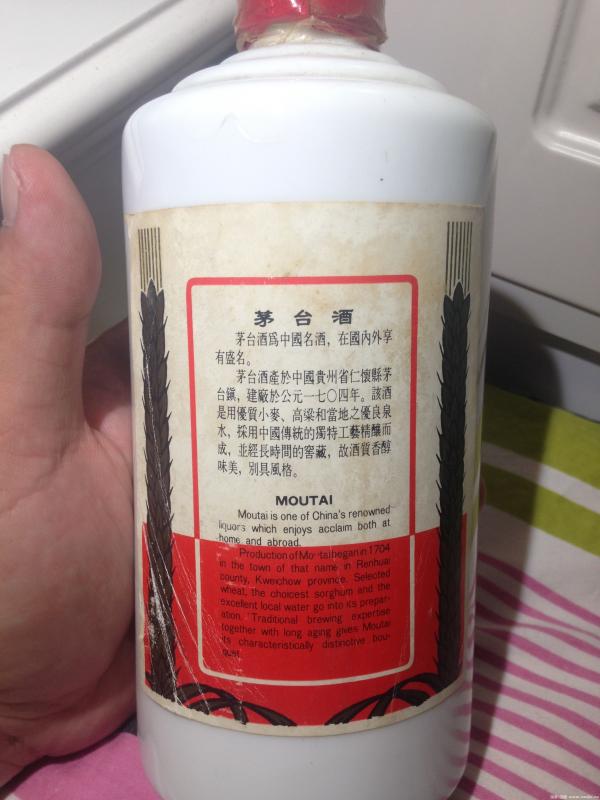 茅台酒
茅台酒爲中國名酒，在國內外享
有盛名。
茅台酒產於中國貴州省仁懷縣茅
台鎭，建廠於公元一七〇四年。該酒
是用優質小麥、高梁和當地之優良泉
水，採用中國傳統的獨特工藝精釀而
成，並經長時間的窖藏，故酒質香醇
味美，別具風格。
MOUTAI
Moutai is one of China's renowned
liquors which enjoys acclaim both at
home and abroad.
Production of Moutai began in 1704
in the town of that name in Renhuai
county, Kweichow province. Selected
wheat, the choicest sorghum and the
excellent local water go into its prepar-
ation. Traditional brewing expertise
together with long aging gives Moutai
its characteristically distinctive bou-
quet.